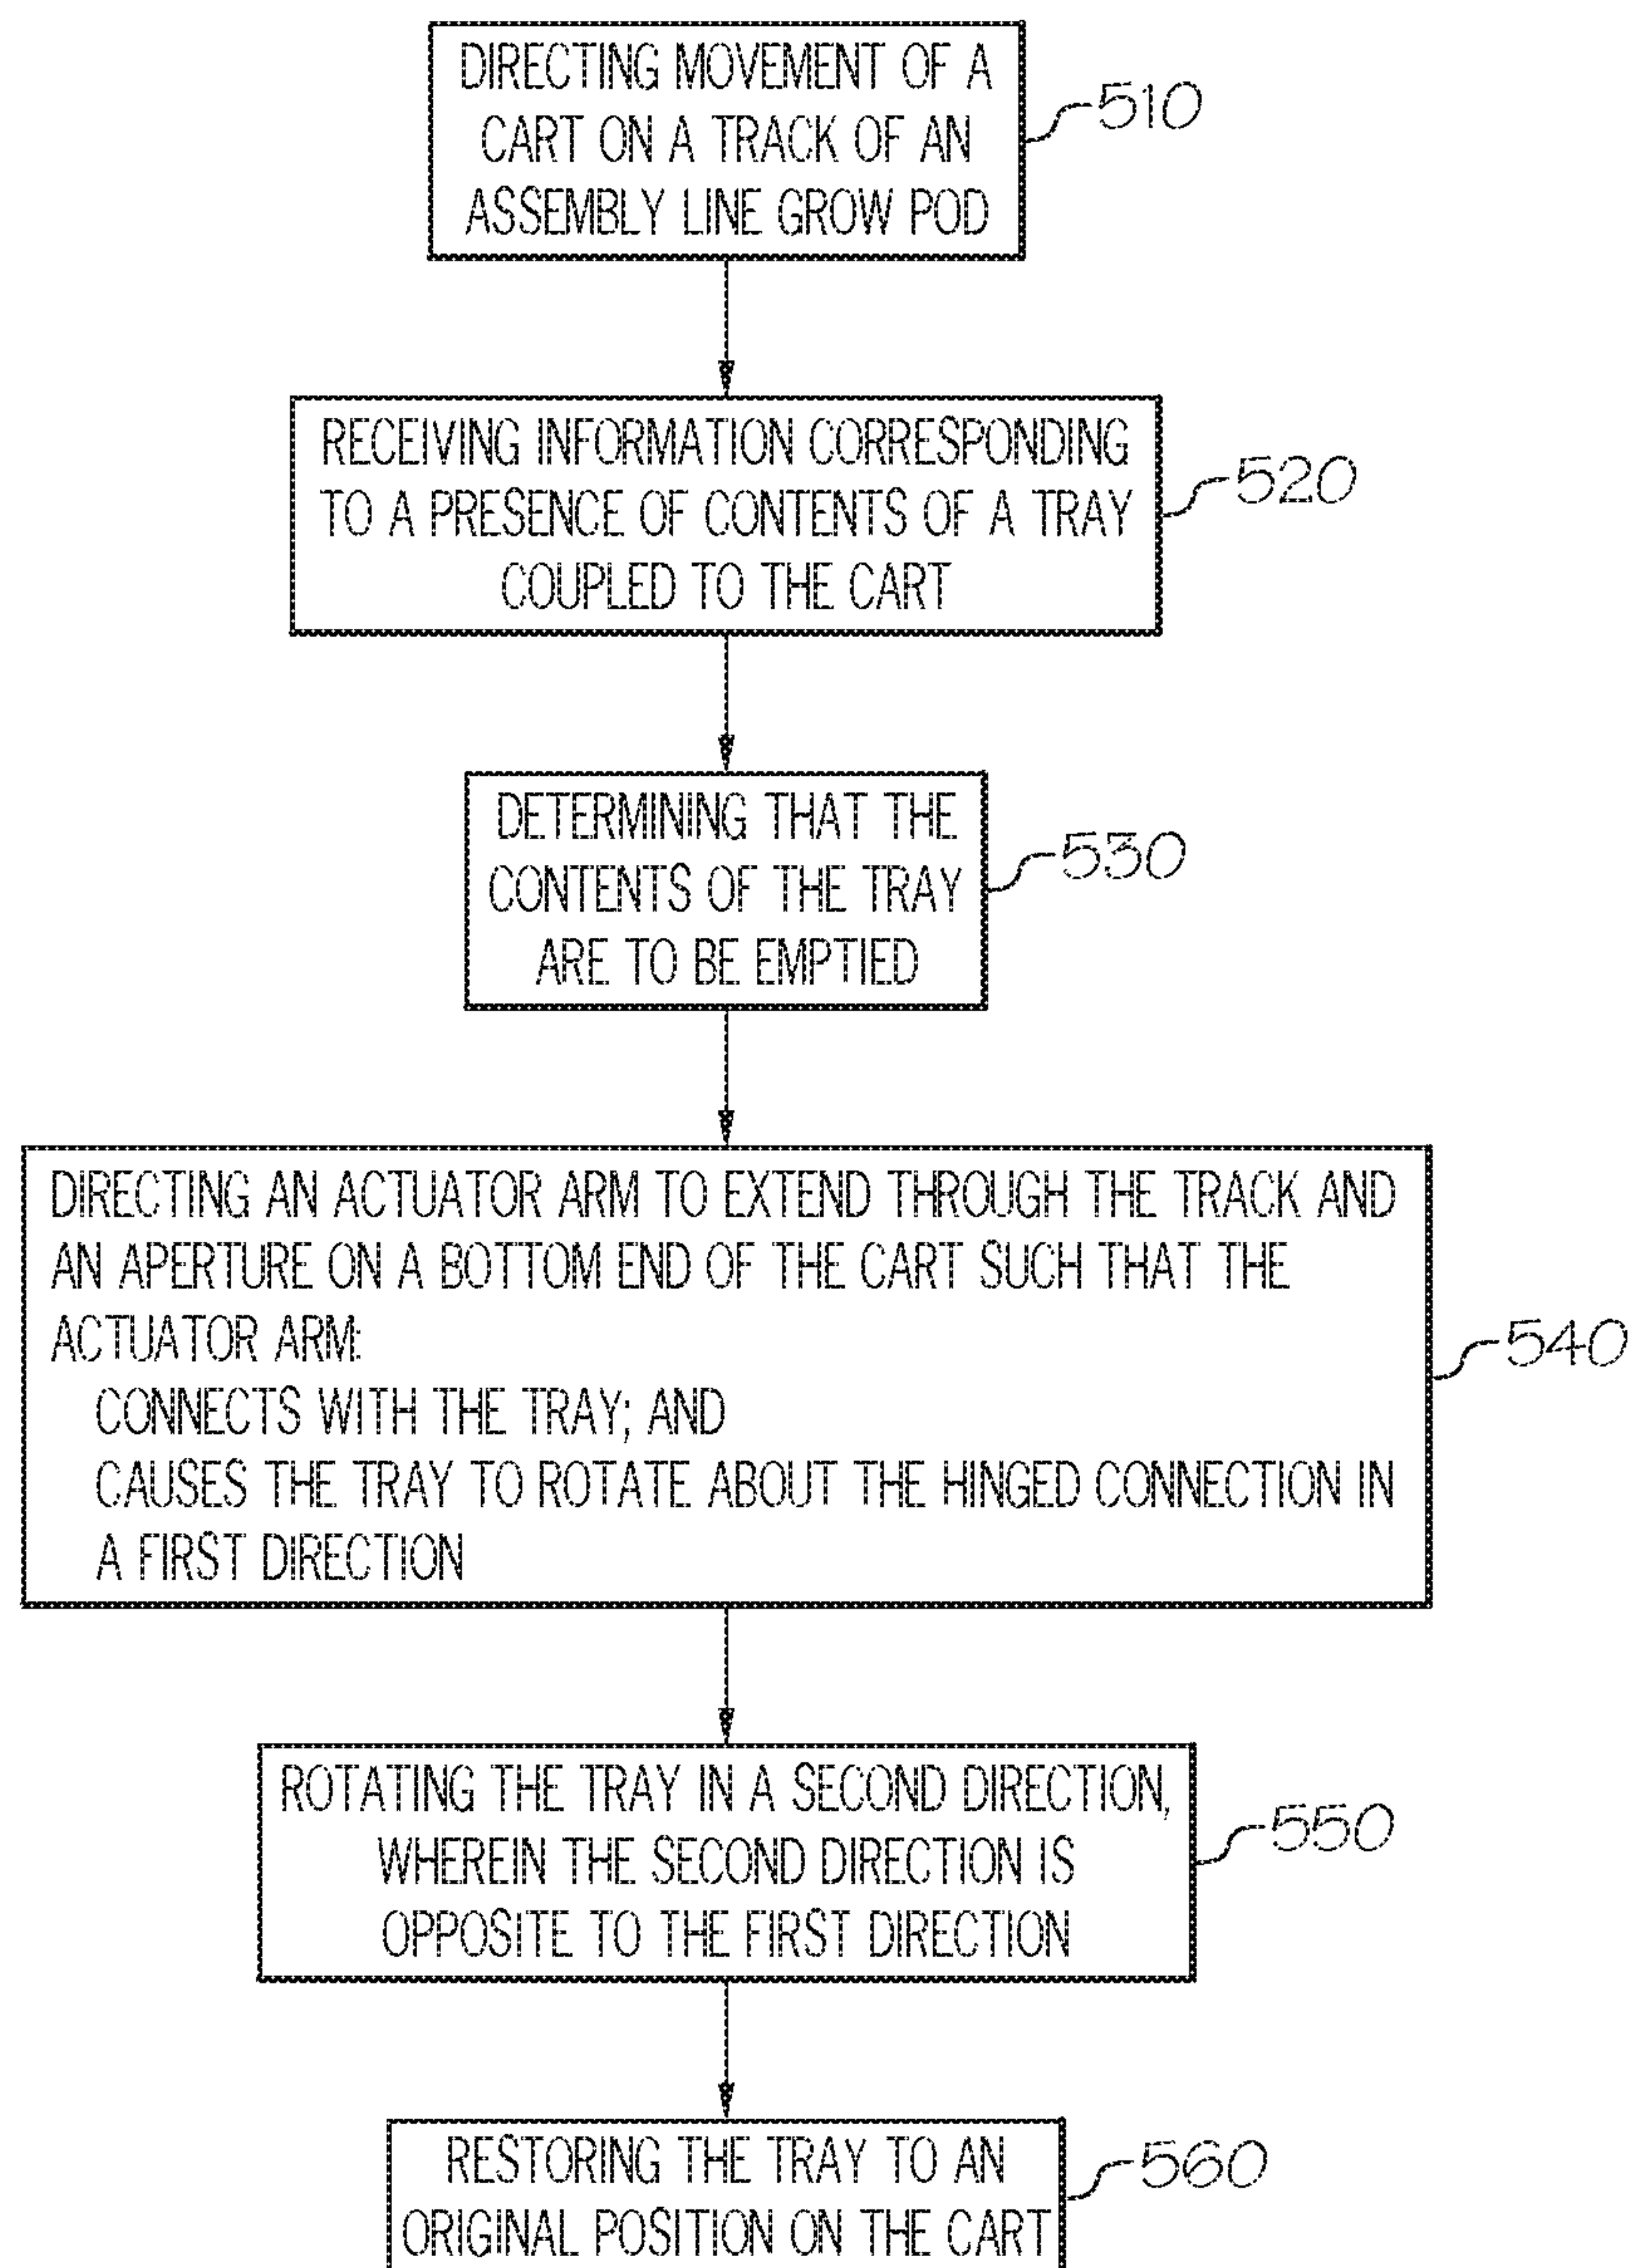 DIRECTING MOVEMENT OF A
CART ON A TRACK OF AN
ASSEMBLY LINE GROW POD
510
RECEIVING INFORMATION CORRESPONDING
TO A PRESENCE OF CONTENTS OF A TRAY
COUPLED TO THE CART
520
DETERMINING THAT THE
CONTENTS OF THE TRAY
ARE TO BE EMPTIED
530
DIRECTING AN ACTUATOR ARM TO EXTEND THROUGH THE TRACK AND
AN APERTURE ON A BOTTOM END OF THE CART SUCH THAT THE
ACTUATOR ARM:
CONNECTS WITH THE TRAY; AND
CAUSES THE TRAY TO ROTATE ABOUT THE HINGED CONNECTION IN
A FIRST DIRECTION
540
ROTATING THE TRAY IN A SECOND DIRECTION,
WHEREIN THE SECOND DIRECTION IS
OPPOSITE TO THE FIRST DIRECTION
550
RESTORING THE TRAY TO AN
ORIGINAL POSITION ON THE CART
560